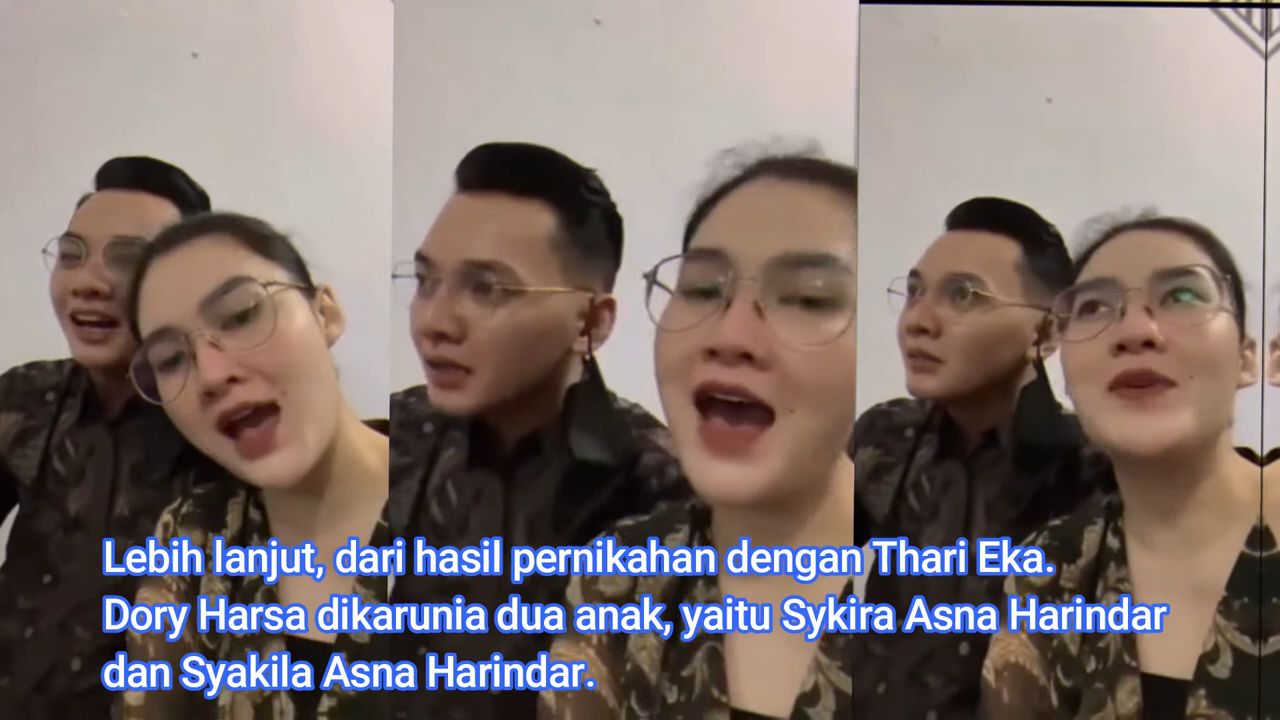 Lebih lanjut, dari hasil pernikahan dengan Thari Eka.
Dory Harsa dikarunia dua anak, yaitu Sykira Asna Harindar
dan Syakila Asna Harindar.